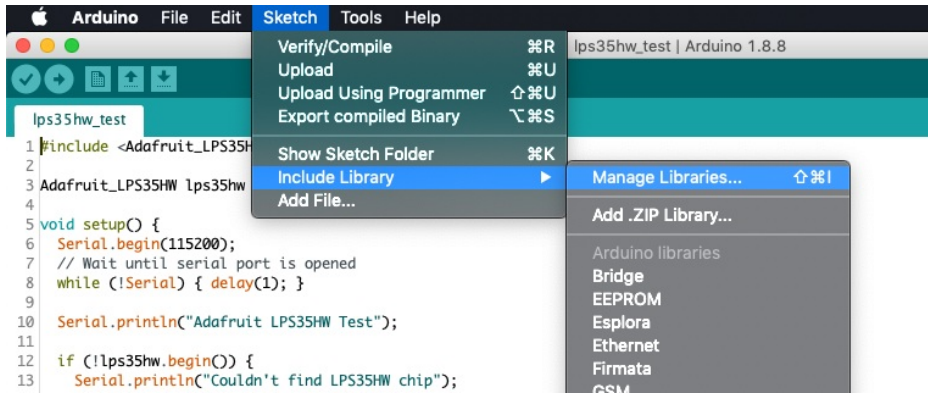 Arduino File Edit Sketch Tools Help
lps35hw_test | Arduino 1.8.8
Verify/Compile ⌘R
Upload ⌘U
Upload Using Programmer ⇧⌘U
Export compiled Binary ⌥⌘S
Show Sketch Folder ⌘K
Include Library ▶
Add File...
Manage Libraries... ⇧⌘I
Add .ZIP Library...
Arduino libraries
Bridge
EEPROM
Esplora
Ethernet
Firmata
GSM
lps35hw_test
1 #include <Adafruit_LPS35H
2
3 Adafruit_LPS35HW lps35hw
4
5 void setup() {
6 Serial.begin(115200);
7 // Wait until serial port is opened
8 while (!Serial) { delay(1); }
9
10 Serial.println("Adafruit LPS35HW Test");
11
12 if (!lps35hw.begin()) {
13 Serial.println("Couldn't find LPS35HW chip");